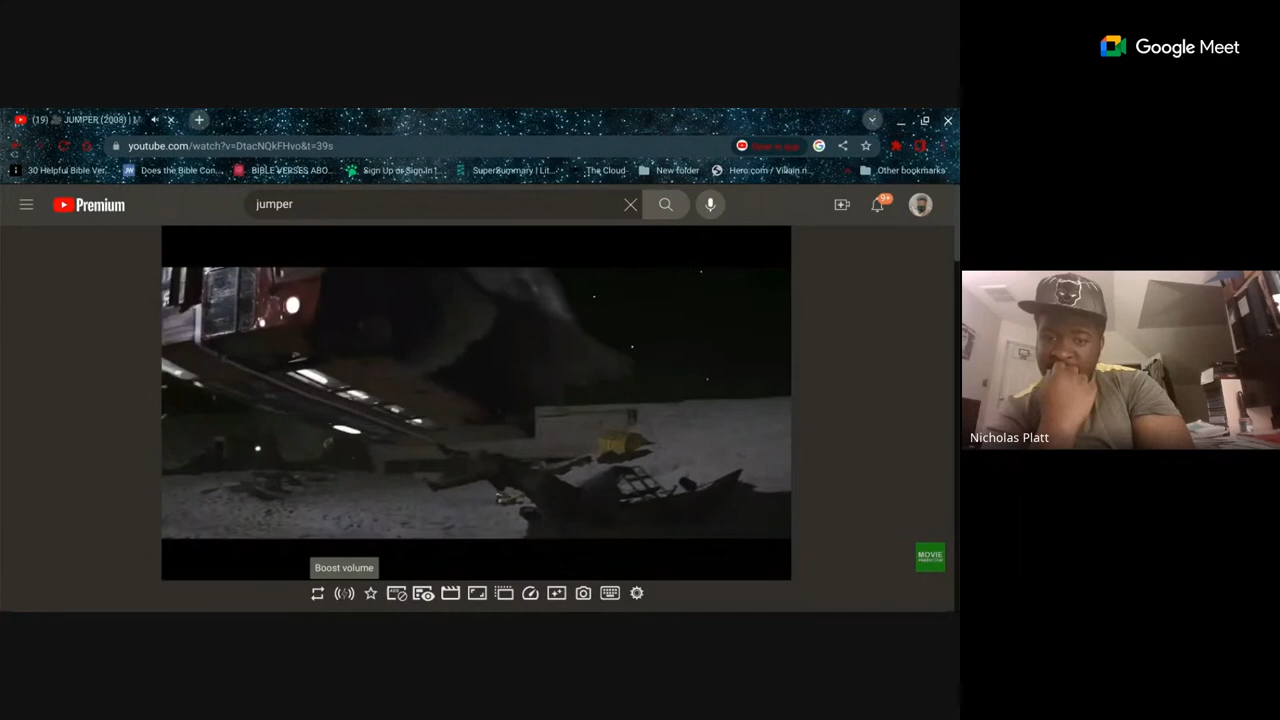 Google Meet
(19) JUMPER (2008) | M
youtube.com/watch?v=DtacNQkFHvo&t=39s
30 Helpful Bible Ver...
JW Does the Bible Con...
BIBLE VERSES ABO...
Sign Up or Sign In |...
SuperSummary | Lit...
The Cloud
New folder
Hero.com / Villain.n...
Other bookmarks
Premium
jumper
9+
Nicholas Platt
MOVIE
Boost volume